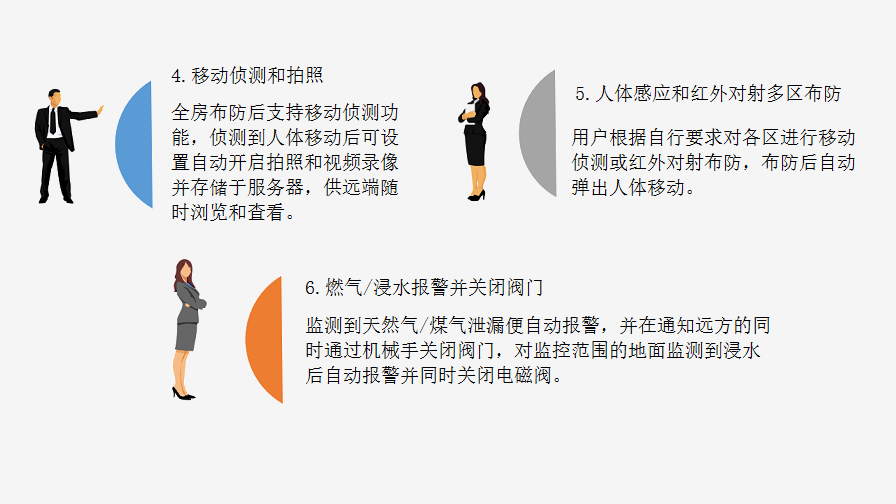 4.移动侦测和拍照
全房布防后支持移动侦测功
能，侦测到人体移动后可设
置自动开启拍照和视频录像
并存储于服务器，供远端随
时浏览和查看。
5.人体感应和红外对射多区布防
用户根据自行要求对各区进行移动
侦测或红外对射布防，布防后自动
弹出人体移动。
6.燃气/浸水报警并关闭阀门
监测到天然气/煤气泄漏便自动报警，并在通知远方的同
时通过机械手关闭阀门，对监控范围的地面监测到浸水
后自动报警并同时关闭电磁阀。